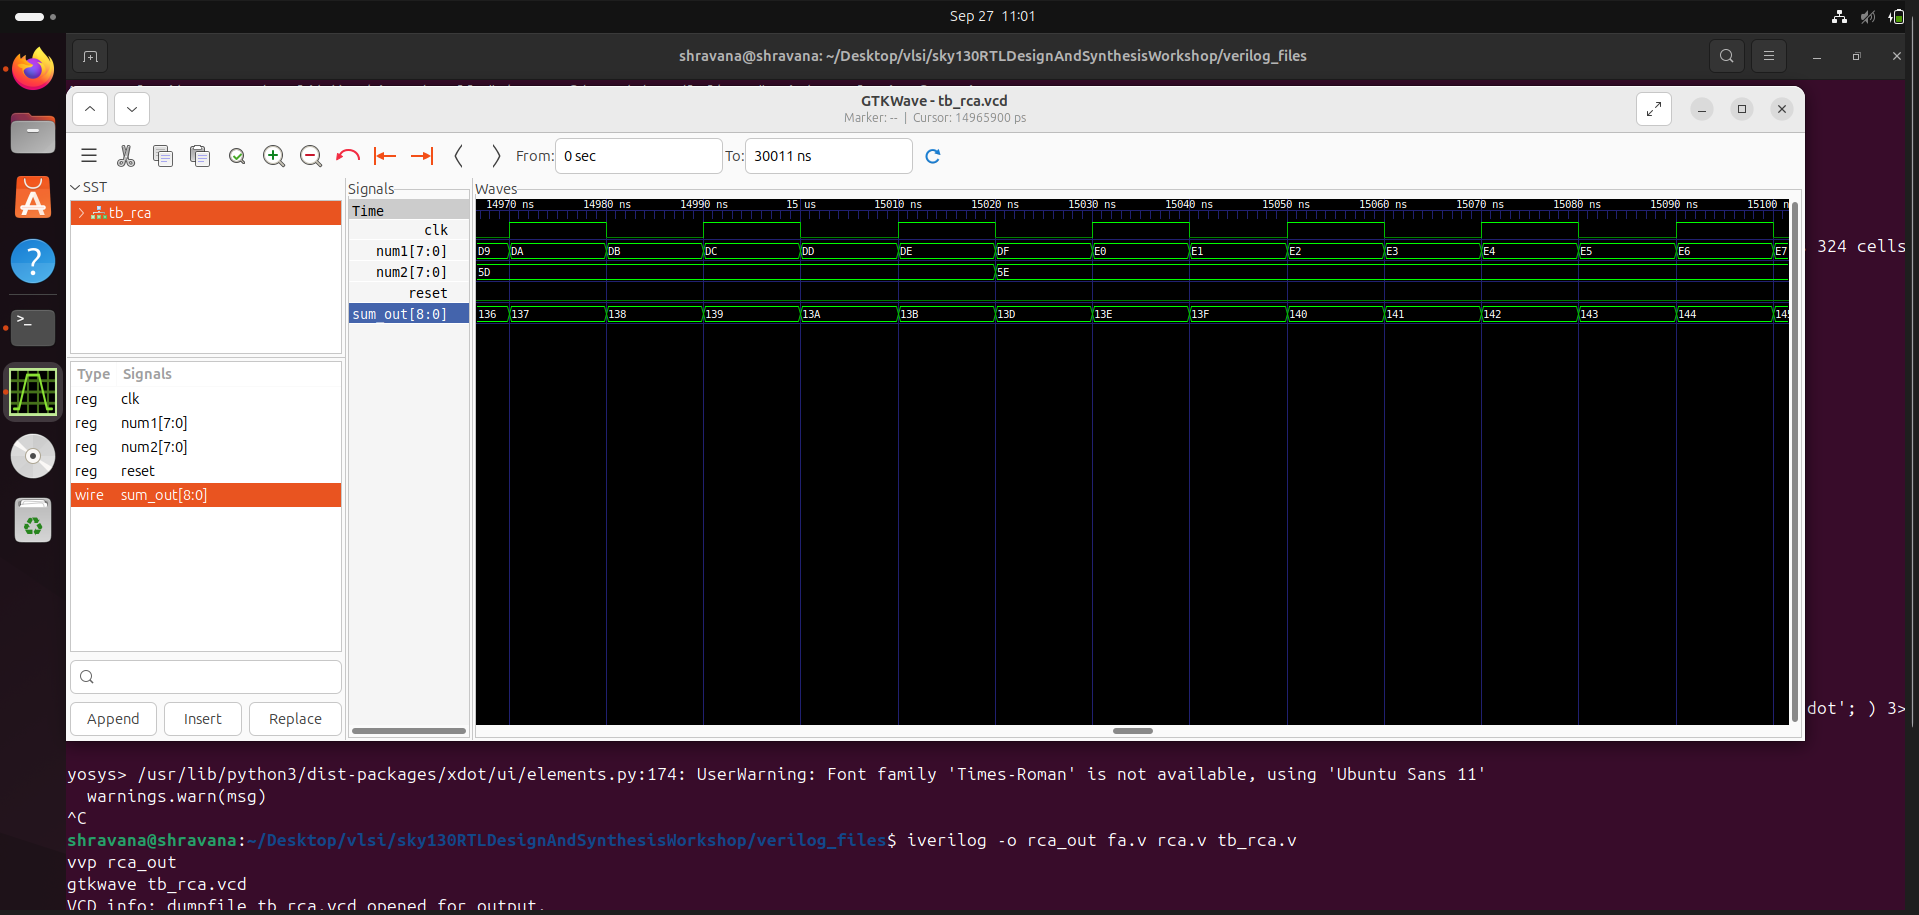 Sep 27 11:01
shravana@shravana: ~/Desktop/vlsi/sky130RTLDesignAndSynthesisWorkshop/verilog_files
GTKWave - tb_rca.vcd
Marker: -- | Cursor: 14965900 ps
From: 0 sec To: 30011 ns
SST
tb_rca
Type Signals
reg clk
reg num1[7:0]
reg num2[7:0]
reg reset
wire sum_out[8:0]
Append Insert Replace
Signals
Time
clk
num1[7:0]
num2[7:0]
reset
sum_out[8:0]
Waves
14970 ns 14980 ns 14990 ns 15 us 15010 ns 15020 ns 15030 ns 15040 ns 15050 ns 15060 ns 15070 ns 15080 ns 15090 ns 15100 n
D9 DA DB DC DD DE DF E0 E1 E2 E3 E4 E5 E6 E7
5D 5E
136 137 138 139 13A 13B 13D 13E 13F 140 141 142 143 144 145
324 cells
dot'; ) 3>
yosys> /usr/lib/python3/dist-packages/xdot/ui/elements.py:174: UserWarning: Font family 'Times-Roman' is not available, using 'Ubuntu Sans 11'
warnings.warn(msg)
^C
shravana@shravana:~/Desktop/vlsi/sky130RTLDesignAndSynthesisWorkshop/verilog_files$ iverilog -o rca_out fa.v rca.v tb_rca.v
vvp rca_out
gtkwave tb_rca.vcd
VCD info: dumpfile tb_rca.vcd opened for output.